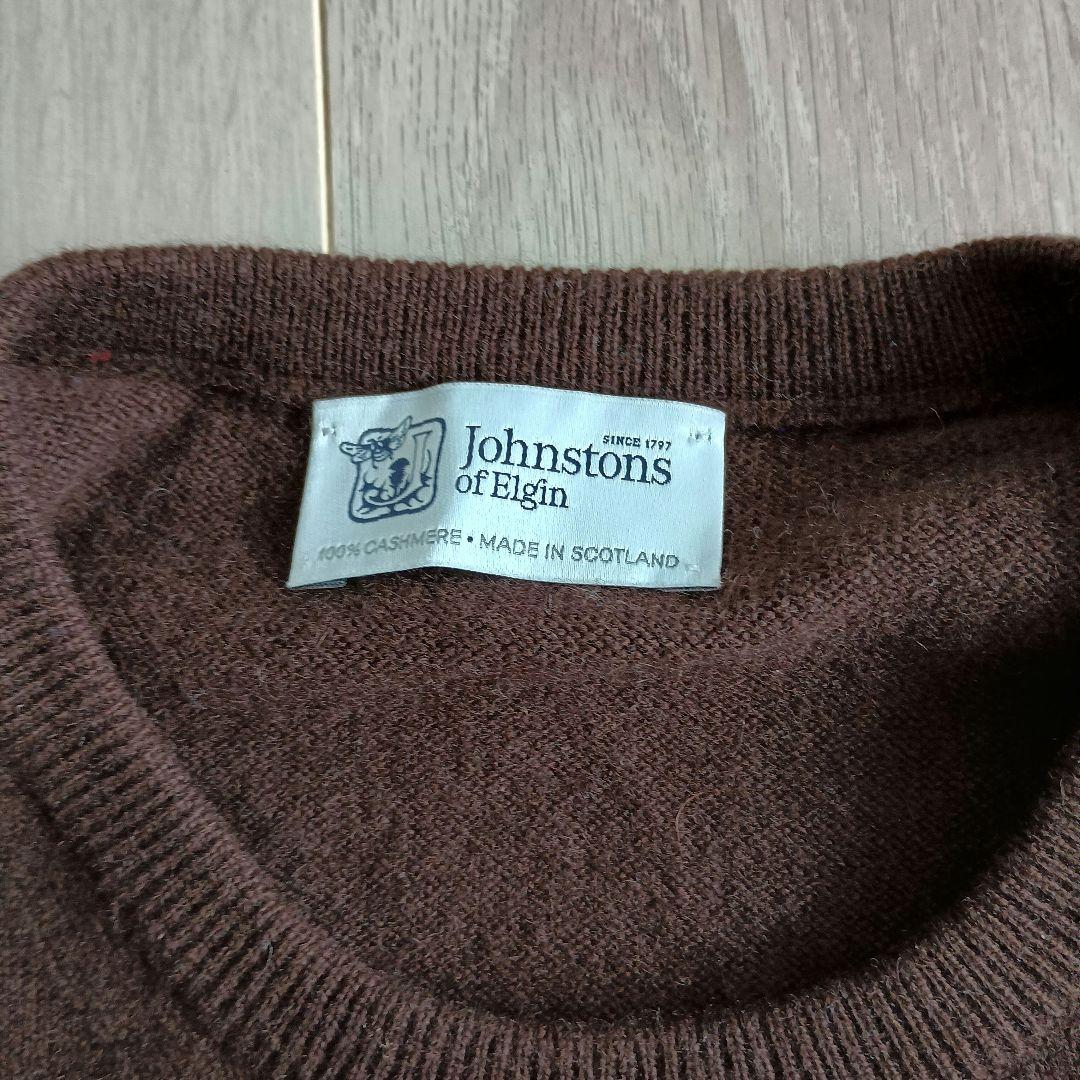 SINCE 1797
Johnstons
of Elgin
100% CASHMERE • MADE IN SCOTLAND